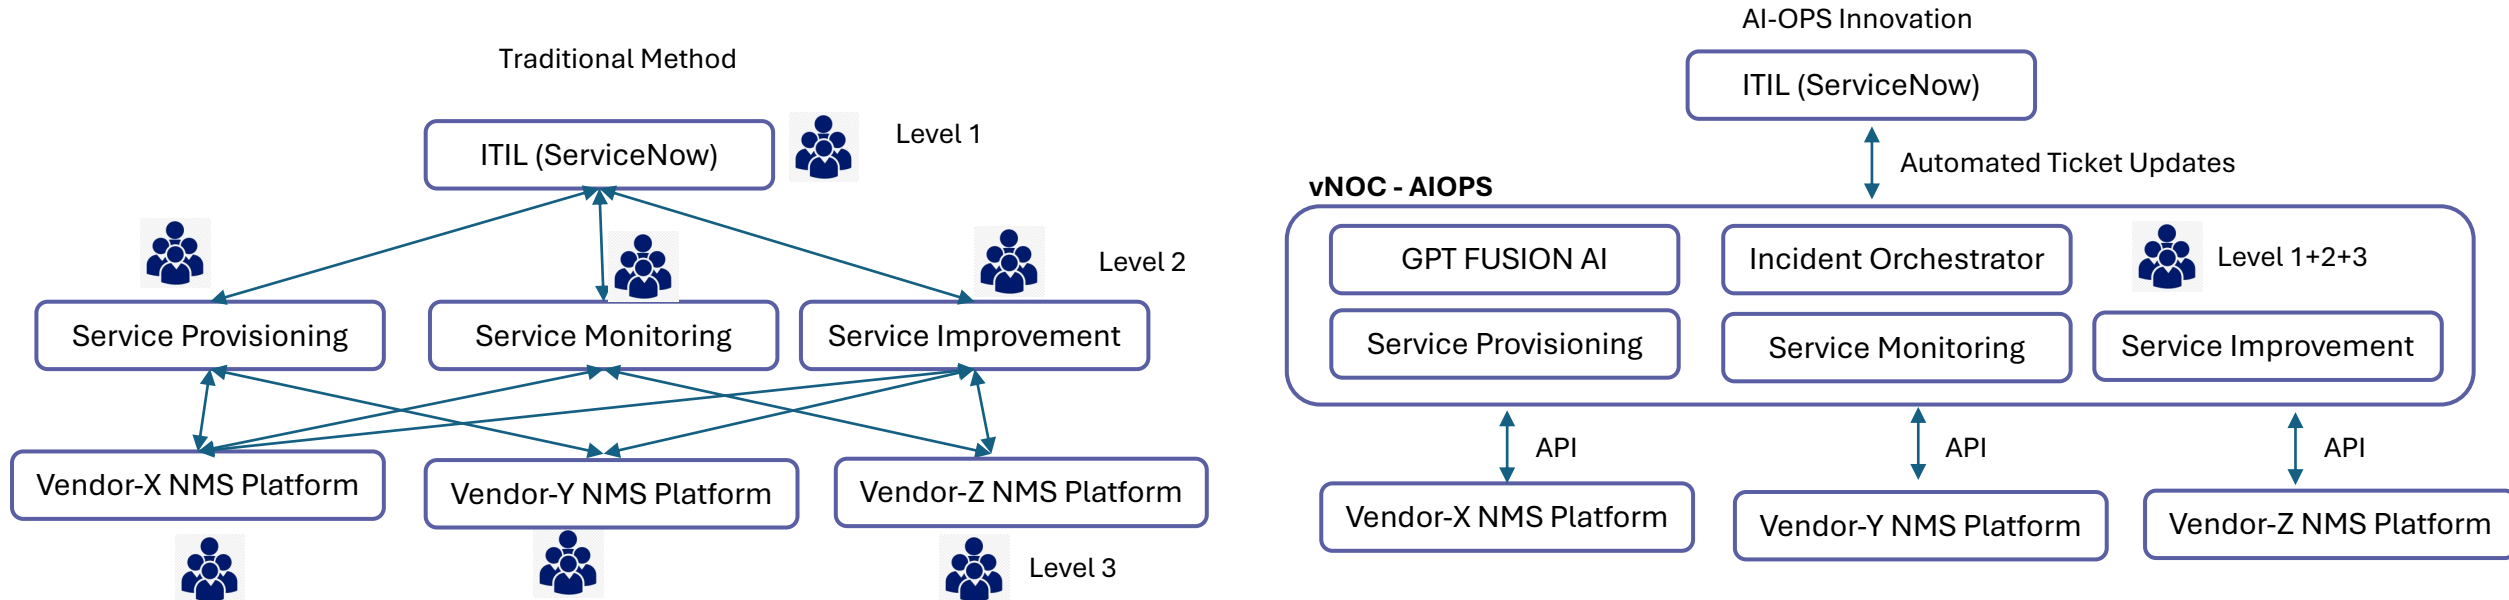 Traditional Method
ITIL (ServiceNow)
Level 1
Level 2
Service Provisioning
Service Monitoring
Service Improvement
Vendor-X NMS Platform
Vendor-Y NMS Platform
Vendor-Z NMS Platform
Level 3
AI-OPS Innovation
ITIL (ServiceNow)
Automated Ticket Updates
vNOC - AIOPS
GPT FUSION AI
Incident Orchestrator
Level 1+2+3
Service Provisioning
Service Monitoring
Service Improvement
API
API
API
Vendor-X NMS Platform
Vendor-Y NMS Platform
Vendor-Z NMS Platform